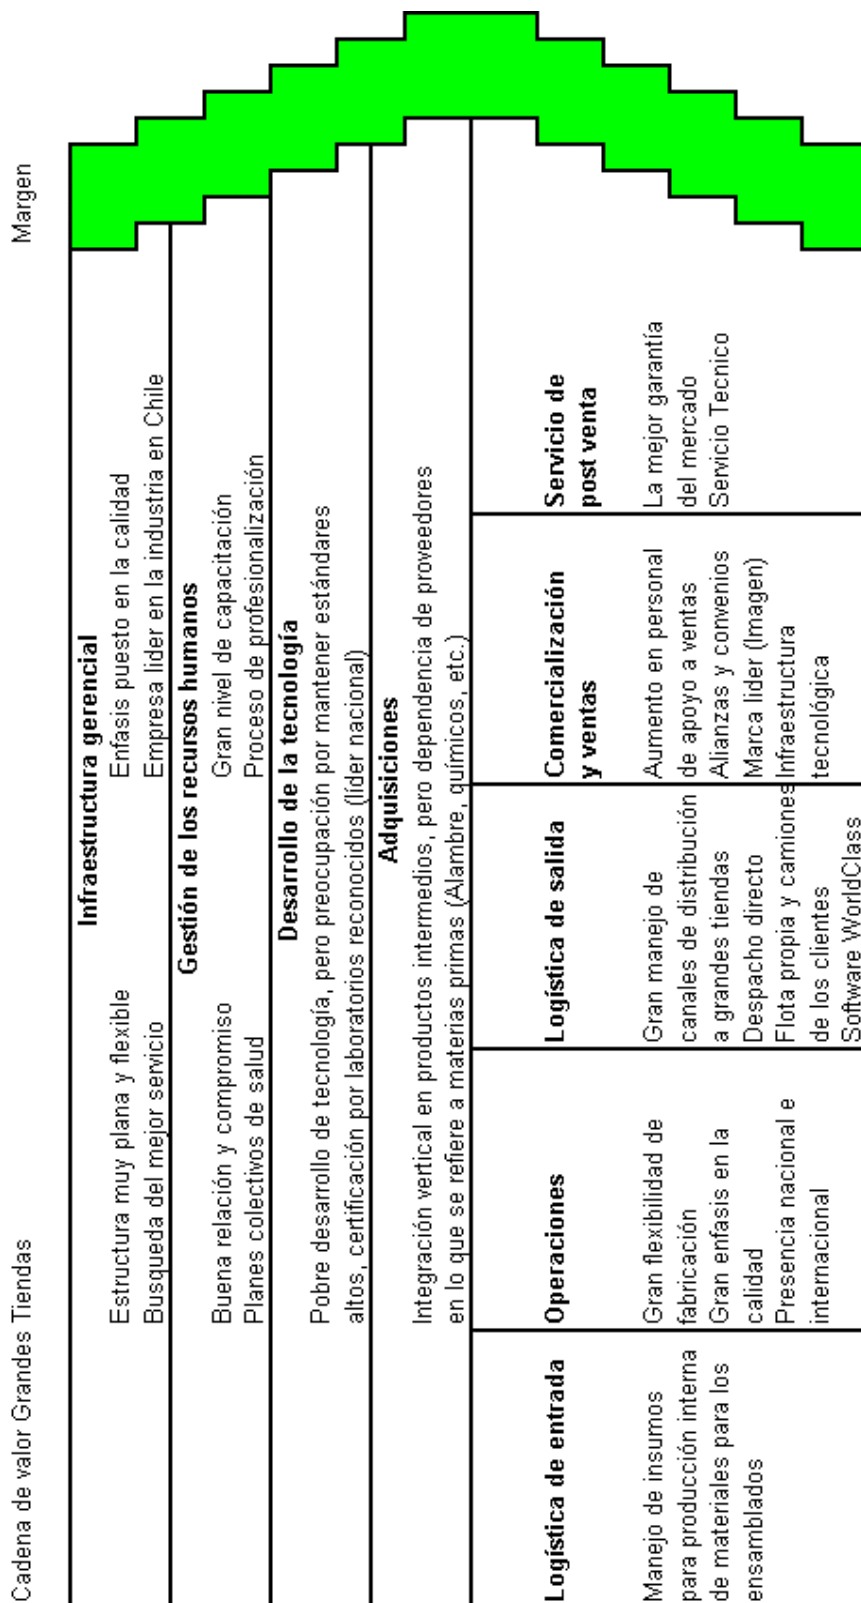 Cadena de valor Grandes Tiendas
Margen
Infraestructura gerencial
Estructura muy plana y flexible
Enfasis puesto en la calidad
Busqueda del mejor servicio
Empresa lider en la industria en Chile
Gestión de los recursos humanos
Buena relación y compromiso
Gran nivel de capacitación
Planes colectivos de salud
Proceso de profesionalización
Desarrollo de la tecnología
Pobre desarrollo de tecnología, pero preocupación por mantener estándares
altos, certificación por laboratorios reconocidos (líder nacional)
Adquisiciones
Integración vertical en productos intermedios, pero dependencia de proveedores
en lo que se refiere a materias primas (Alambre, químicos, etc.)
Logística de entrada
Manejo de insumos
para producción interna
de materiales para los
ensamblados
Operaciones
Gran flexibilidad de
fabricación
Gran enfasis en la
calidad
Presencia nacional e
internacional
Logística de salida
Gran manejo de
canales de distribución
a grandes tiendas
Despacho directo
Flota propia y camiones
de los clientes
Software WorldClass
Comercialización
y ventas
Aumento en personal
de apoyo a ventas
Alianzas y convenios
Marca lider (Imagen)
Infraestructura
tecnológica
Servicio de
post venta
La mejor garantía
del mercado
Servicio Tecnico